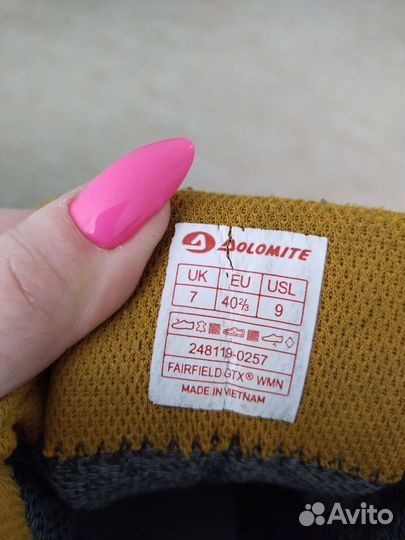 DOLOMITE
UK EU USL
7 40⅔ 9
248119-0257
FAIRFIELD GTX® WMN
MADE IN VIETNAM
Avito